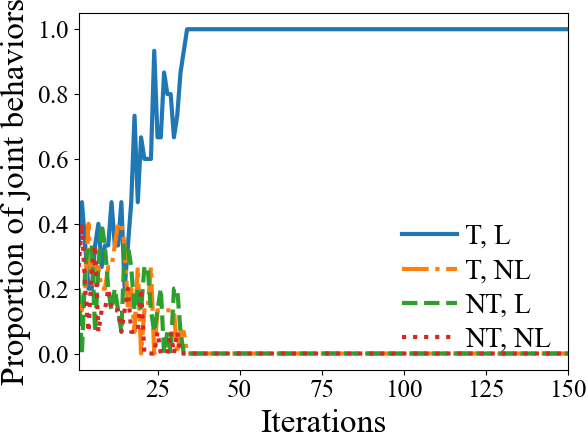 Proportion of joint behaviors
1.0
0.8
0.6
0.4
0.2
0.0
T, L
T, NL
NT, L
NT, NL
25 50 75 100 125 150
Iterations